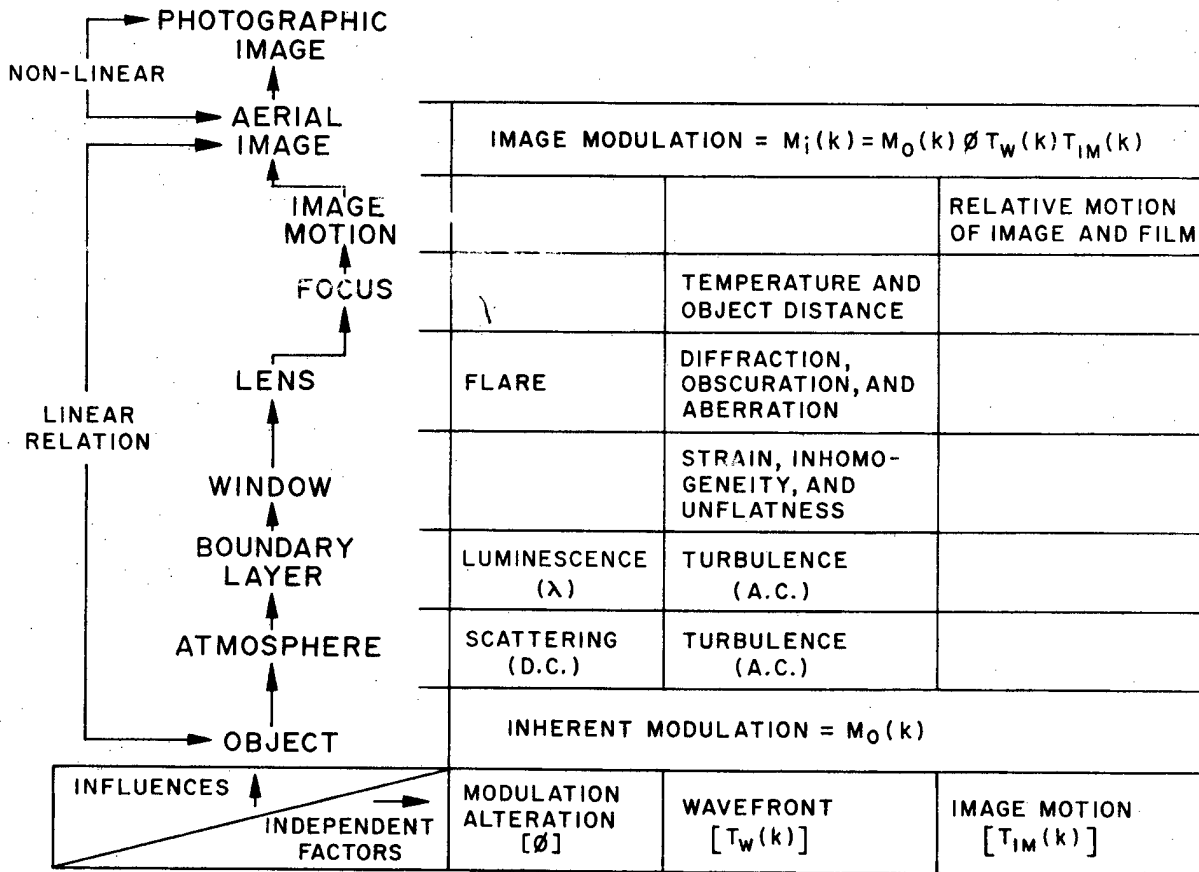 PHOTOGRAPHIC
IMAGE
NON-LINEAR
AERIAL
IMAGE
IMAGE MODULATION = Mi(k) = Mo(k) Ø TW(k) TIM(k)
IMAGE
MOTION
RELATIVE MOTION
OF IMAGE AND FILM
FOCUS
TEMPERATURE AND
OBJECT DISTANCE
LENS
FLARE
DIFFRACTION,
OBSCURATION, AND
ABERRATION
LINEAR
RELATION
WINDOW
STRAIN, INHOMO-
GENEITY, AND
UNFLATNESS
BOUNDARY
LAYER
LUMINESCENCE
(λ)
TURBULENCE
(A.C.)
ATMOSPHERE
SCATTERING
(D.C.)
TURBULENCE
(A.C.)
OBJECT
INHERENT MODULATION = Mo(k)
INFLUENCES
INDEPENDENT
FACTORS
MODULATION
ALTERATION
[Ø]
WAVEFRONT
[TW(k)]
IMAGE MOTION
[TIM(k)]